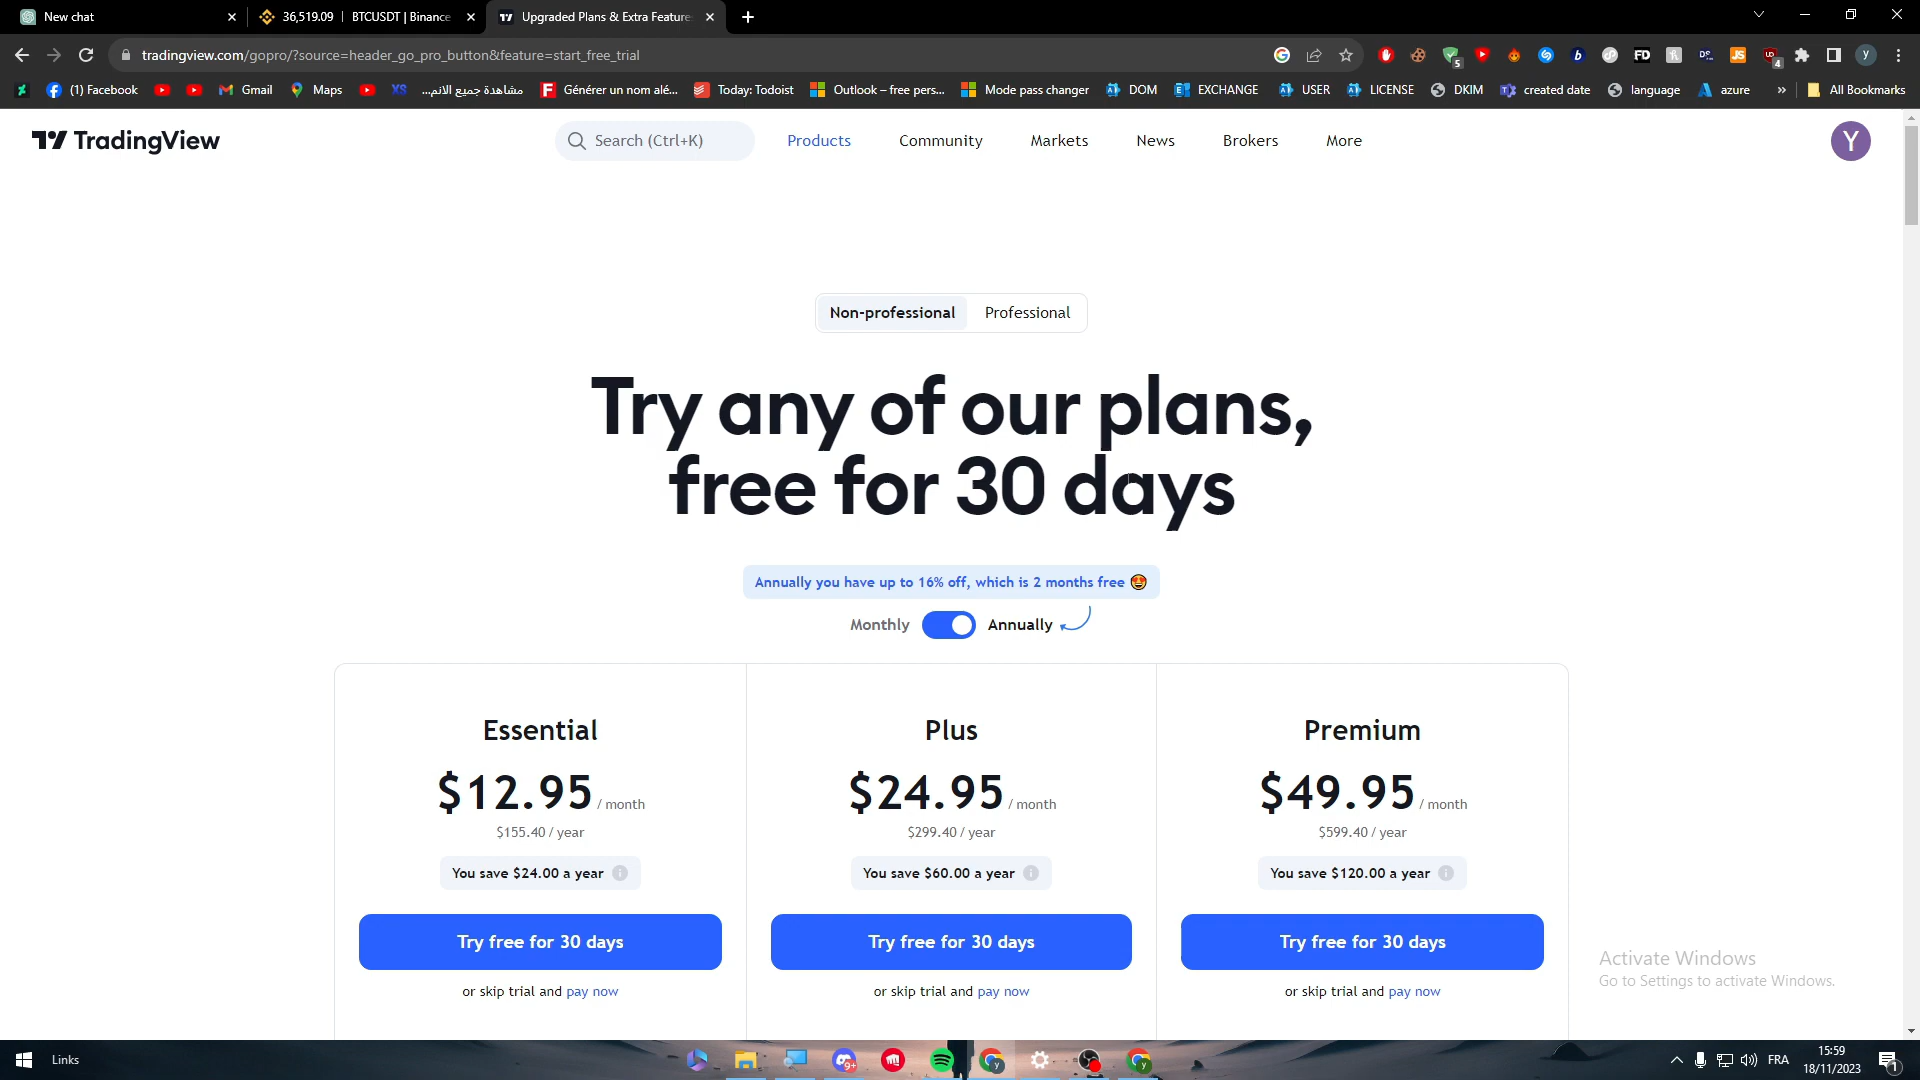 New chat
36,519.09 | BTCUSDT | Binance
Upgraded Plans & Extra Feature
tradingview.com/gopro/?source=header_go_pro_button&feature=start_free_trial
(1) Facebook
Gmail
Maps
XS
مشاهدة جميع الانم...
Générer un nom alé...
Today: Todoist
Outlook – free pers...
Mode pass changer
DOM
EXCHANGE
USER
LICENSE
DKIM
created date
language
azure
»
All Bookmarks
TradingView
Search (Ctrl+K)
Products
Community
Markets
News
Brokers
More
Y
Non-professional
Professional
Try any of our plans,
free for 30 days
Annually you have up to 16% off, which is 2 months free 🤩
Monthly
Annually
Essential
$12.95 / month
$155.40 / year
You save $24.00 a year
Try free for 30 days
or skip trial and pay now
Plus
$24.95 / month
$299.40 / year
You save $60.00 a year
Try free for 30 days
or skip trial and pay now
Premium
$49.95 / month
$599.40 / year
You save $120.00 a year
Try free for 30 days
or skip trial and pay now
Activate Windows
Go to Settings to activate Windows.
Links
FRA
15:59
18/11/2023